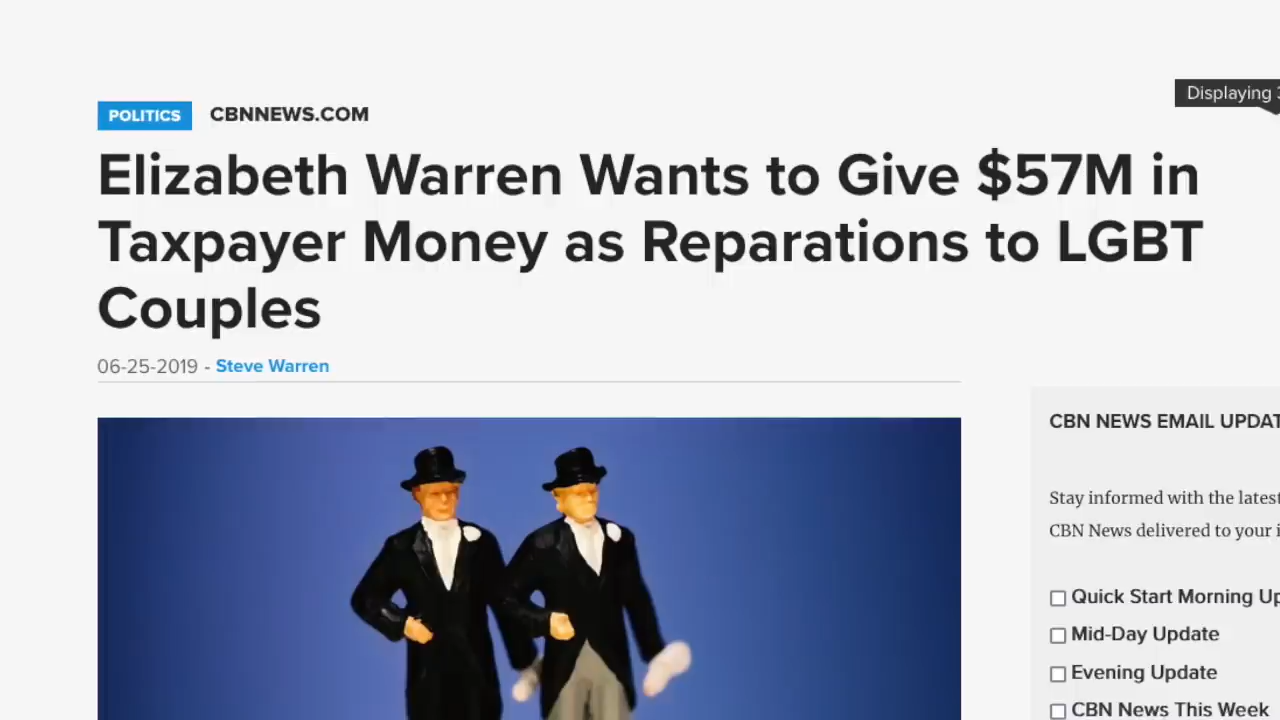 POLITICS CBNNEWS.COM
Displaying
Elizabeth Warren Wants to Give $57M in
Taxpayer Money as Reparations to LGBT
Couples
06-25-2019 - Steve Warren
CBN NEWS EMAIL UPDAT
Stay informed with the latest
CBN News delivered to your i
Quick Start Morning Up
Mid-Day Update
Evening Update
CBN News This Week